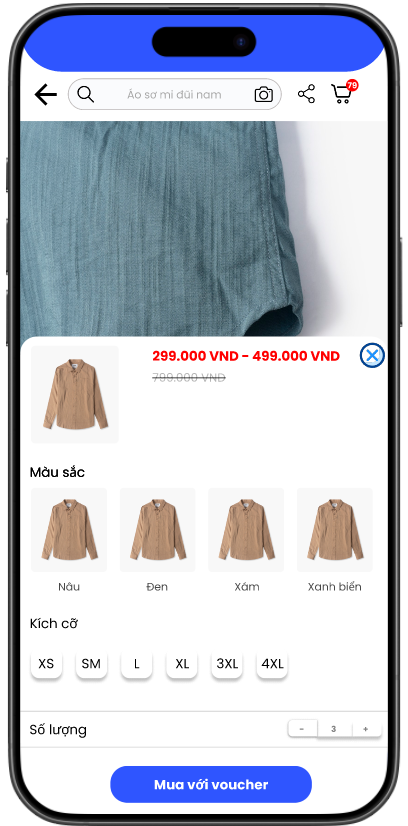 Áo sơ mi đũi nam
79
299.000 VND - 499.000 VND
799.000 VND
Màu sắc
Nâu
Đen
Xám
Xanh biển
Kích cỡ
XS
SM
L
XL
3XL
4XL
Số lượng
- 3 +
Mua với voucher